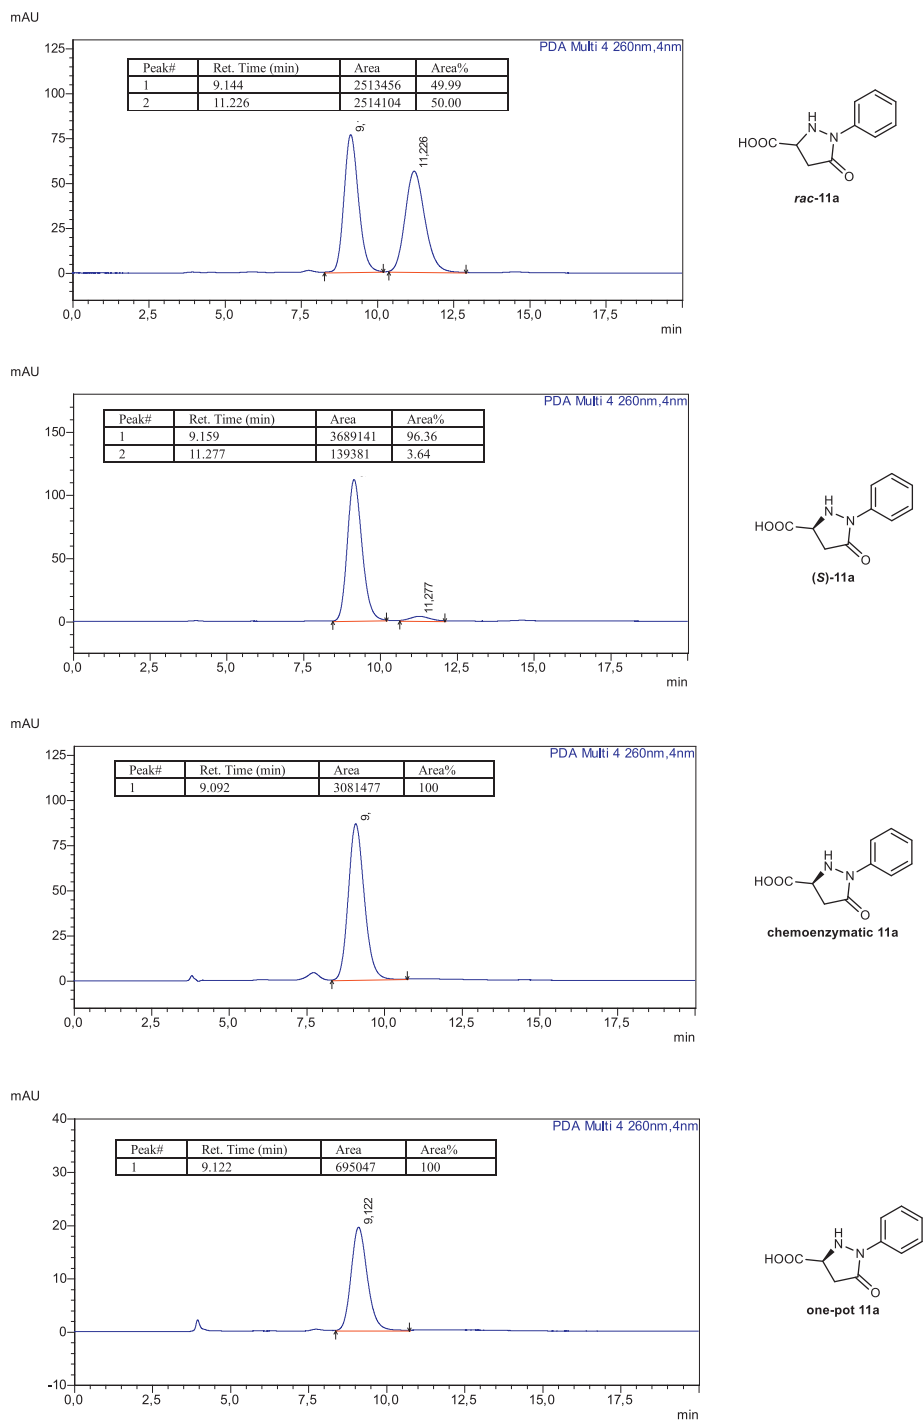 mAU
PDA Multi 4 260nm,4nm
Peak# Ret. Time (min) Area Area%
1 9.144 2513456 49.99
2 11.226 2514104 50.00
125
100
75
50
25
0
9,
11,226
0,0 2,5 5,0 7,5 10,0 12,5 15,0 17,5
min
H
N N
HOOC
O
rac-11a
mAU
PDA Multi 4 260nm,4nm
Peak# Ret. Time (min) Area Area%
1 9.159 3689141 96.36
2 11.277 139381 3.64
150
100
50
0
11,277
0,0 2,5 5,0 7,5 10,0 12,5 15,0 17,5
min
H
N N
HOOC
O
(S)-11a
mAU
PDA Multi 4 260nm,4nm
Peak# Ret. Time (min) Area Area%
1 9.092 3081477 100
125
100
75
50
25
0
9,
0,0 2,5 5,0 7,5 10,0 12,5 15,0 17,5
min
H
N N
HOOC
O
chemoenzymatic 11a
mAU
PDA Multi 4 260nm,4nm
Peak# Ret. Time (min) Area Area%
1 9.122 695047 100
40
30
20
10
0
-10
9,122
0,0 2,5 5,0 7,5 10,0 12,5 15,0 17,5
min
H
N N
HOOC
O
one-pot 11a